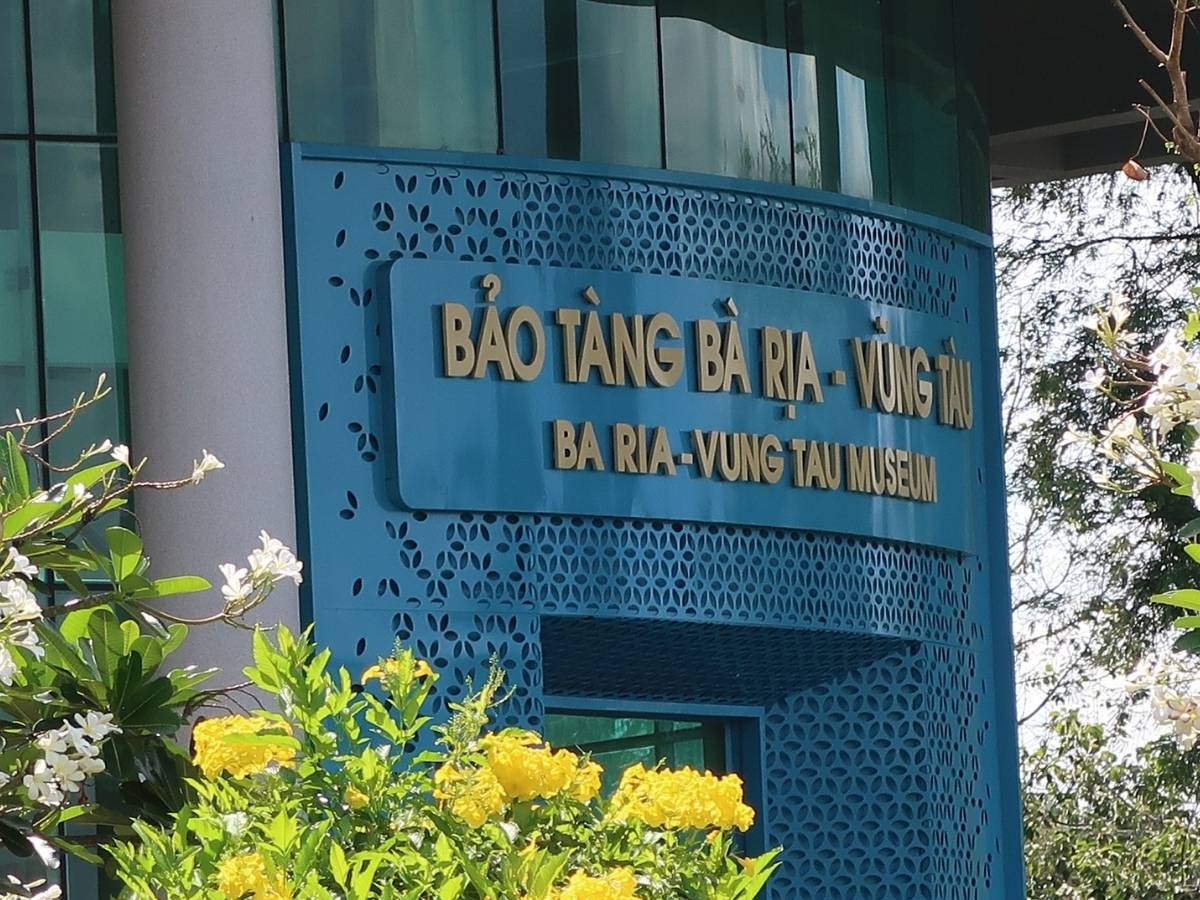 BẢO TÀNG BÀ RỊA - VŨNG TÀU
BA RIA-VUNG TAU MUSEUM